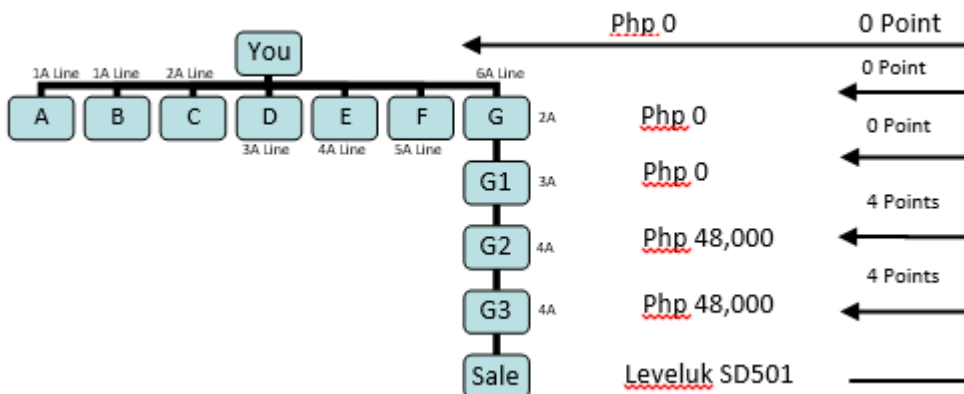 Php 0 0 Point
You
1A Line 1A Line 2A Line 6A Line 0 Point
A B C D E F G 2A Php 0
3A Line 4A Line 5A Line 0 Point
G1 3A Php 0
4 Points
G2 4A Php 48,000
4 Points
G3 4A Php 48,000
Sale Leveluk SD501